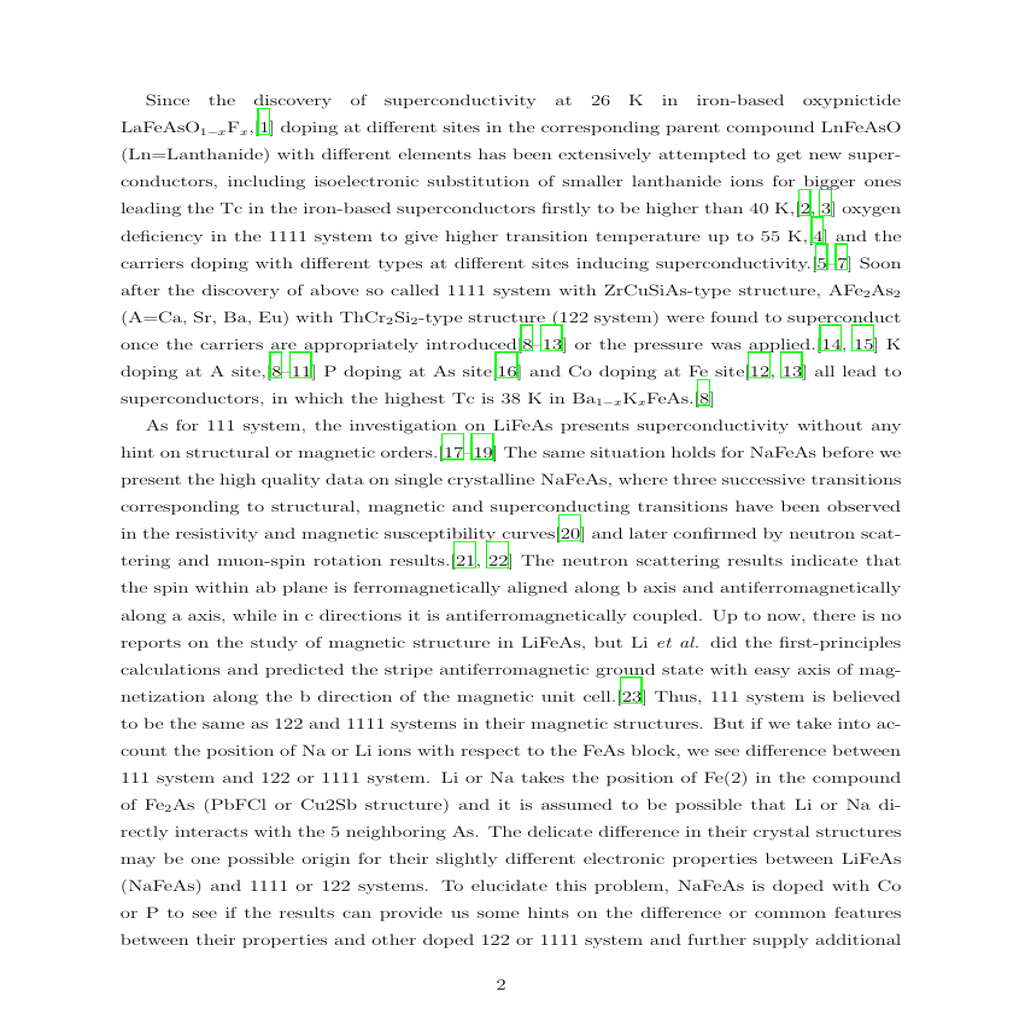 Since the discovery of superconductivity at 26 K in iron-based oxypnictide
LaFeAsO₁₋ₓFₓ,[1] doping at different sites in the corresponding parent compound LnFeAsO
(Ln=Lanthanide) with different elements has been extensively attempted to get new super-
conductors, including isoelectronic substitution of smaller lanthanide ions for bigger ones
leading the Tc in the iron-based superconductors firstly to be higher than 40 K,[2, 3] oxygen
deficiency in the 1111 system to give higher transition temperature up to 55 K,[4] and the
carriers doping with different types at different sites inducing superconductivity.[5–7] Soon
after the discovery of above so called 1111 system with ZrCuSiAs-type structure, AFe₂As₂
(A=Ca, Sr, Ba, Eu) with ThCr₂Si₂-type structure (122 system) were found to superconduct
once the carriers are appropriately introduced[8–13] or the pressure was applied.[14, 15] K
doping at A site,[8–11] P doping at As site[16] and Co doping at Fe site[12, 13] all lead to
superconductors, in which the highest Tc is 38 K in Ba₁₋ₓKₓFeAs.[8]
As for 111 system, the investigation on LiFeAs presents superconductivity without any
hint on structural or magnetic orders.[17–19] The same situation holds for NaFeAs before we
present the high quality data on single crystalline NaFeAs, where three successive transitions
corresponding to structural, magnetic and superconducting transitions have been observed
in the resistivity and magnetic susceptibility curves[20] and later confirmed by neutron scat-
tering and muon-spin rotation results.[21, 22] The neutron scattering results indicate that
the spin within ab plane is ferromagnetically aligned along b axis and antiferromagnetically
along a axis, while in c directions it is antiferromagnetically coupled. Up to now, there is no
reports on the study of magnetic structure in LiFeAs, but Li et al. did the first-principles
calculations and predicted the stripe antiferromagnetic ground state with easy axis of mag-
netization along the b direction of the magnetic unit cell.[23] Thus, 111 system is believed
to be the same as 122 and 1111 systems in their magnetic structures. But if we take into ac-
count the position of Na or Li ions with respect to the FeAs block, we see difference between
111 system and 122 or 1111 system. Li or Na takes the position of Fe(2) in the compound
of Fe₂As (PbFCl or Cu2Sb structure) and it is assumed to be possible that Li or Na di-
rectly interacts with the 5 neighboring As. The delicate difference in their crystal structures
may be one possible origin for their slightly different electronic properties between LiFeAs
(NaFeAs) and 1111 or 122 systems. To elucidate this problem, NaFeAs is doped with Co
or P to see if the results can provide us some hints on the difference or common features
between their properties and other doped 122 or 1111 system and further supply additional
2